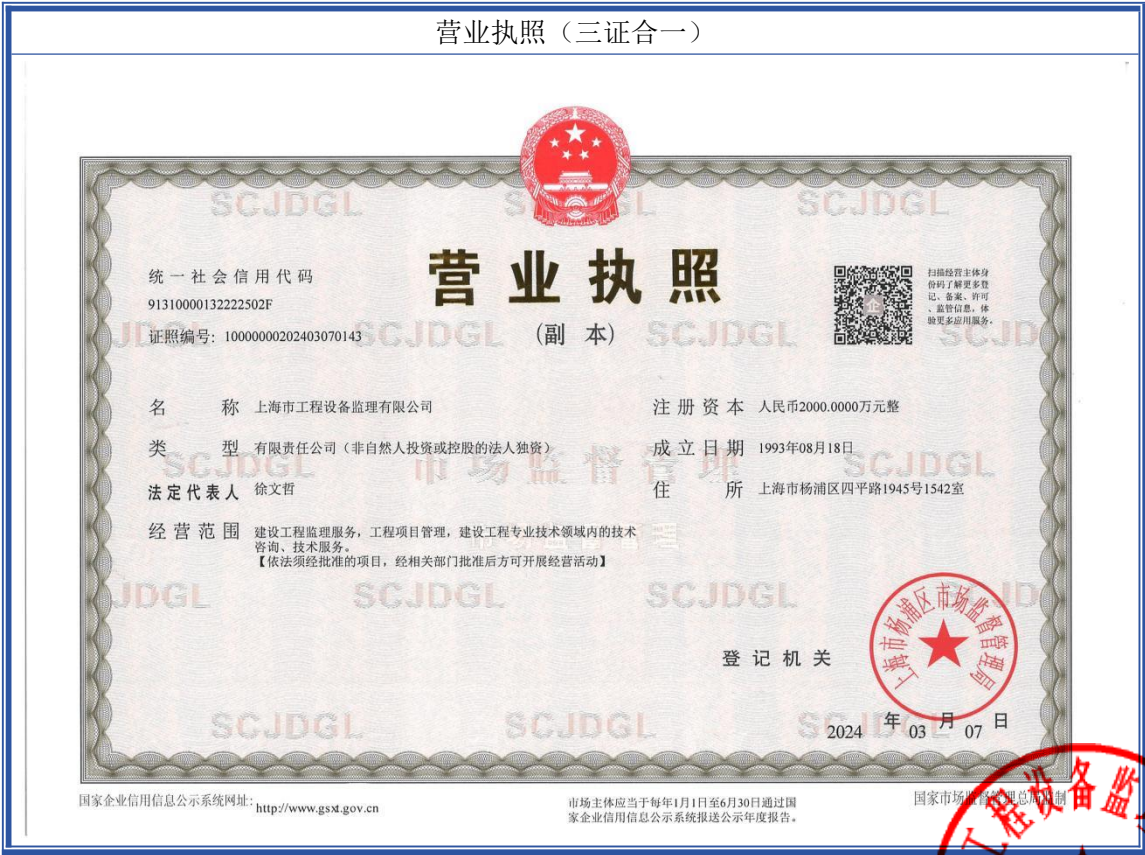 营业执照（三证合一）
营业执照
（副 本）
统一社会信用代码
91310000132222502F
证照编号：10000000202403070143
扫描经营主体身
份码了解更多登
记、备案、许可
、监管信息，体
验更多应用服务。
企
名 称 上海市工程设备监理有限公司
类 型 有限责任公司（非自然人投资或控股的法人独资）
法定代表人 徐文哲
经营范围 建设工程监理服务，工程项目管理，建设工程专业技术领域内的技术
咨询、技术服务。
【依法须经批准的项目，经相关部门批准后方可开展经营活动】
注册资本 人民币2000.0000万元整
成立日期 1993年08月18日
住 所 上海市杨浦区四平路1945号1542室
SCJDGL
市场监督管理
登记机关
上海市杨浦区市场监督管理局
2024 年 03 月 07 日
国家企业信用信息公示系统网址：http://www.gsxt.gov.cn
市场主体应当于每年1月1日至6月30日通过国
家企业信用信息公示系统报送公示年度报告。
国家市场监督管理总局监制
工程设备监